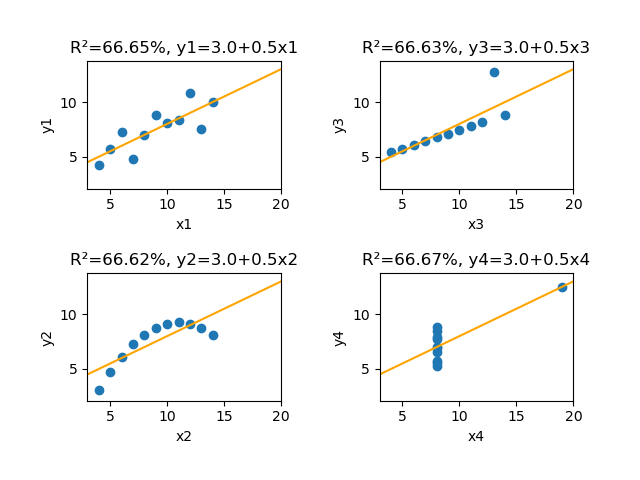 R²=66.65%, y1=3.0+0.5x1
10
5
y1
5 10 15 20
x1
R²=66.63%, y3=3.0+0.5x3
10
5
y3
5 10 15 20
x3
R²=66.62%, y2=3.0+0.5x2
10
5
y2
5 10 15 20
x2
R²=66.67%, y4=3.0+0.5x4
10
5
y4
5 10 15 20
x4